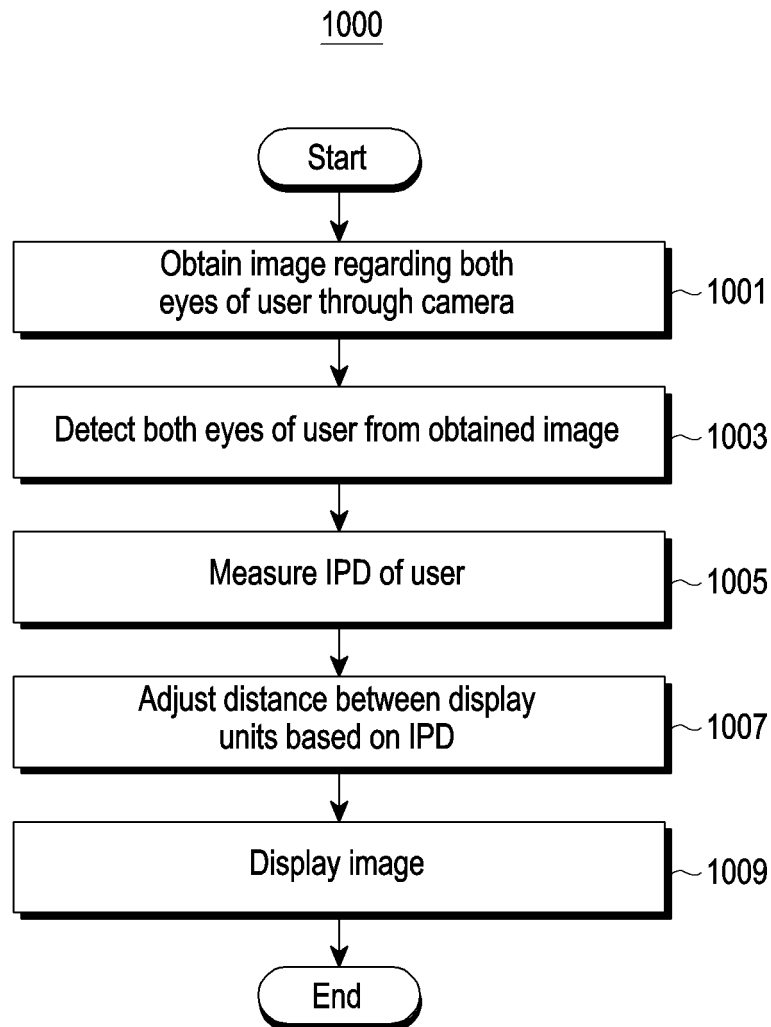 1000
Start
Obtain image regarding both
eyes of user through camera
1001
Detect both eyes of user from obtained image
1003
Measure IPD of user
1005
Adjust distance between display
units based on IPD
1007
Display image
1009
End